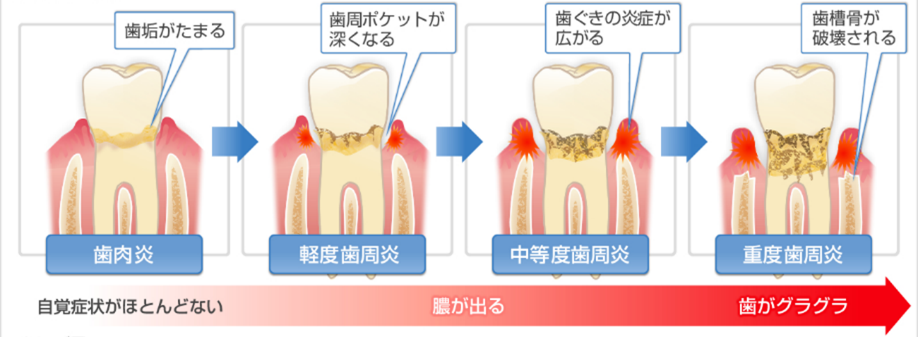 歯垢がたまる
歯周ポケットが
深くなる
歯ぐきの炎症が
広がる
歯槽骨が
破壊される
歯肉炎
軽度歯周炎
中等度歯周炎
重度歯周炎
自覚症状がほとんどない
膿が出る
歯がグラグラ